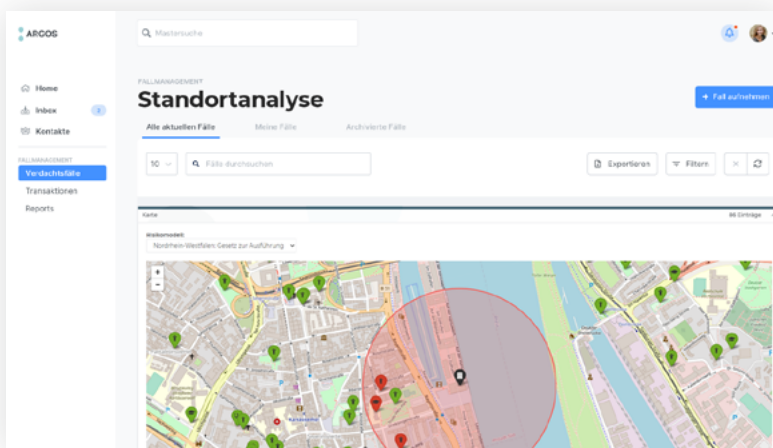 ARGOS
Mastersuche
Home
Inbox
Kontakte
FALLMANAGEMENT
Verdachtsfälle
Transaktionen
Reports
FALLMANAGEMENT
Standortanalyse
+ Fall aufnehmen
Alle aktuellen Fälle
Meine Fälle
Archivierte Fälle
10
Fälle durchsuchen
Exportieren
Filtern
Karte
86 Einträge
Risikomodell:
Nordrhein-Westfalen: Gesetz zur Ausführung
+
-